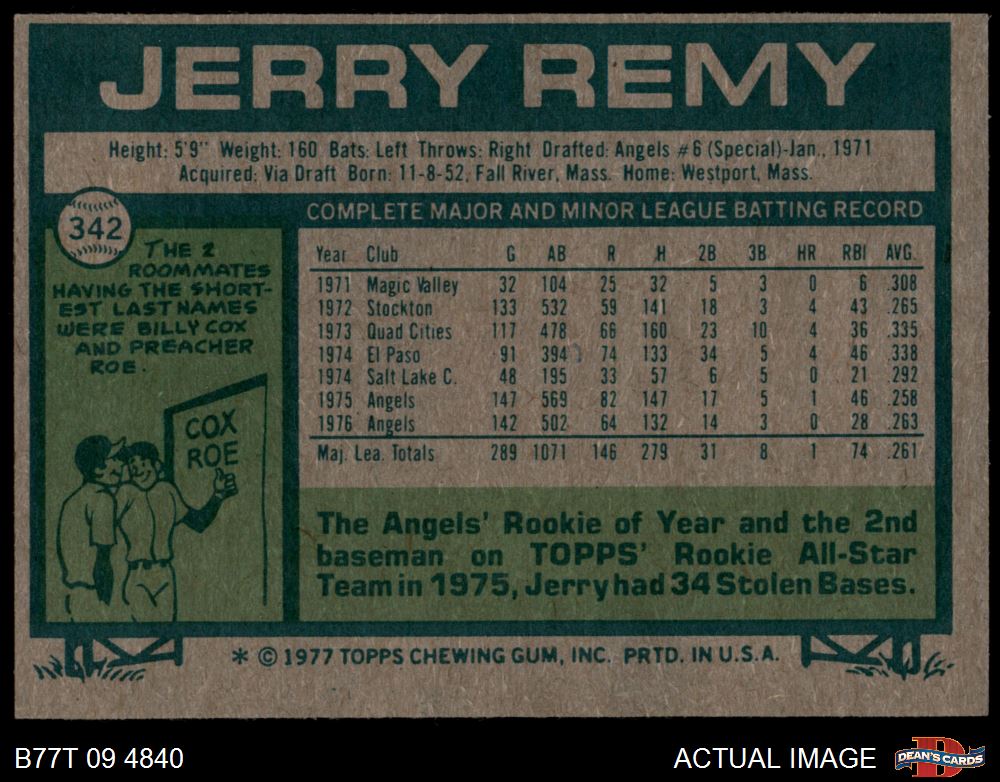 JERRY REMY
Height: 5'9" Weight: 160 Bats: Left Throws: Right Drafted: Angels #6 (Special)-Jan., 1971
Acquired: Via Draft Born: 11-8-52, Fall River, Mass. Home: Westport, Mass.
342
THE 2
ROOMMATES
HAVING THE SHORT-
EST LAST NAMES
WERE BILLY COX
AND PREACHER
ROE.
COX
ROE
COMPLETE MAJOR AND MINOR LEAGUE BATTING RECORD
Year Club G AB R H 2B 3B HR RBI AVG.
1971 Magic Valley 32 104 25 32 5 3 0 6 .308
1972 Stockton 133 532 59 141 18 3 4 43 .265
1973 Quad Cities 117 478 66 160 23 10 4 36 .335
1974 El Paso 91 394 74 133 34 5 4 46 .338
1974 Salt Lake C. 48 195 33 57 6 5 0 21 .292
1975 Angels 147 569 82 147 17 5 1 46 .258
1976 Angels 142 502 64 132 14 3 0 28 .263
Maj. Lea. Totals 289 1071 146 279 31 8 1 74 .261
The Angels' Rookie of Year and the 2nd
baseman on TOPPS' Rookie All-Star
Team in 1975, Jerry had 34 Stolen Bases.
* © 1977 TOPPS CHEWING GUM, INC. PRTD. IN U.S.A.
B77T 09 4840
ACTUAL IMAGE
D
DEAN'S CARDS